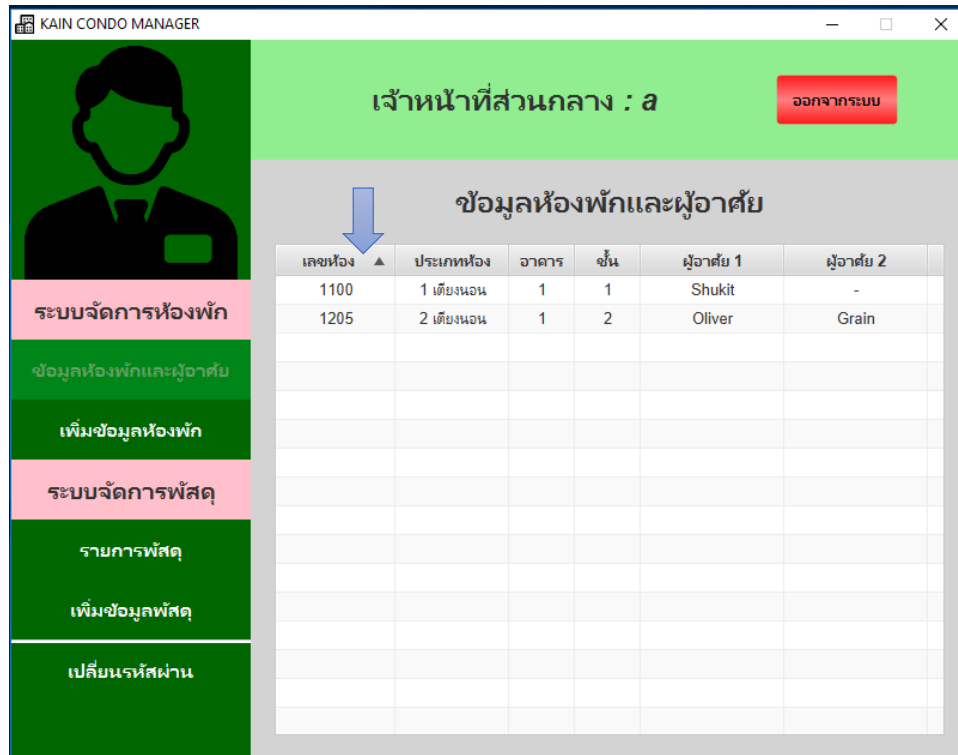 KAIN CONDO MANAGER
เจ้าหน้าที่ส่วนกลาง : a
ออกจากระบบ
ระบบจัดการห้องพัก
ข้อมูลห้องพักและผู้อาศัย
เพิ่มข้อมูลห้องพัก
ระบบจัดการพัสดุ
รายการพัสดุ
เพิ่มข้อมูลพัสดุ
เปลี่ยนรหัสผ่าน
ข้อมูลห้องพักและผู้อาศัย
เลขห้อง ประเภทห้อง อาคาร ชั้น ผู้อาศัย 1 ผู้อาศัย 2
1100 1 เตียงนอน 1 1 Shukit -
1205 2 เตียงนอน 1 2 Oliver Grain